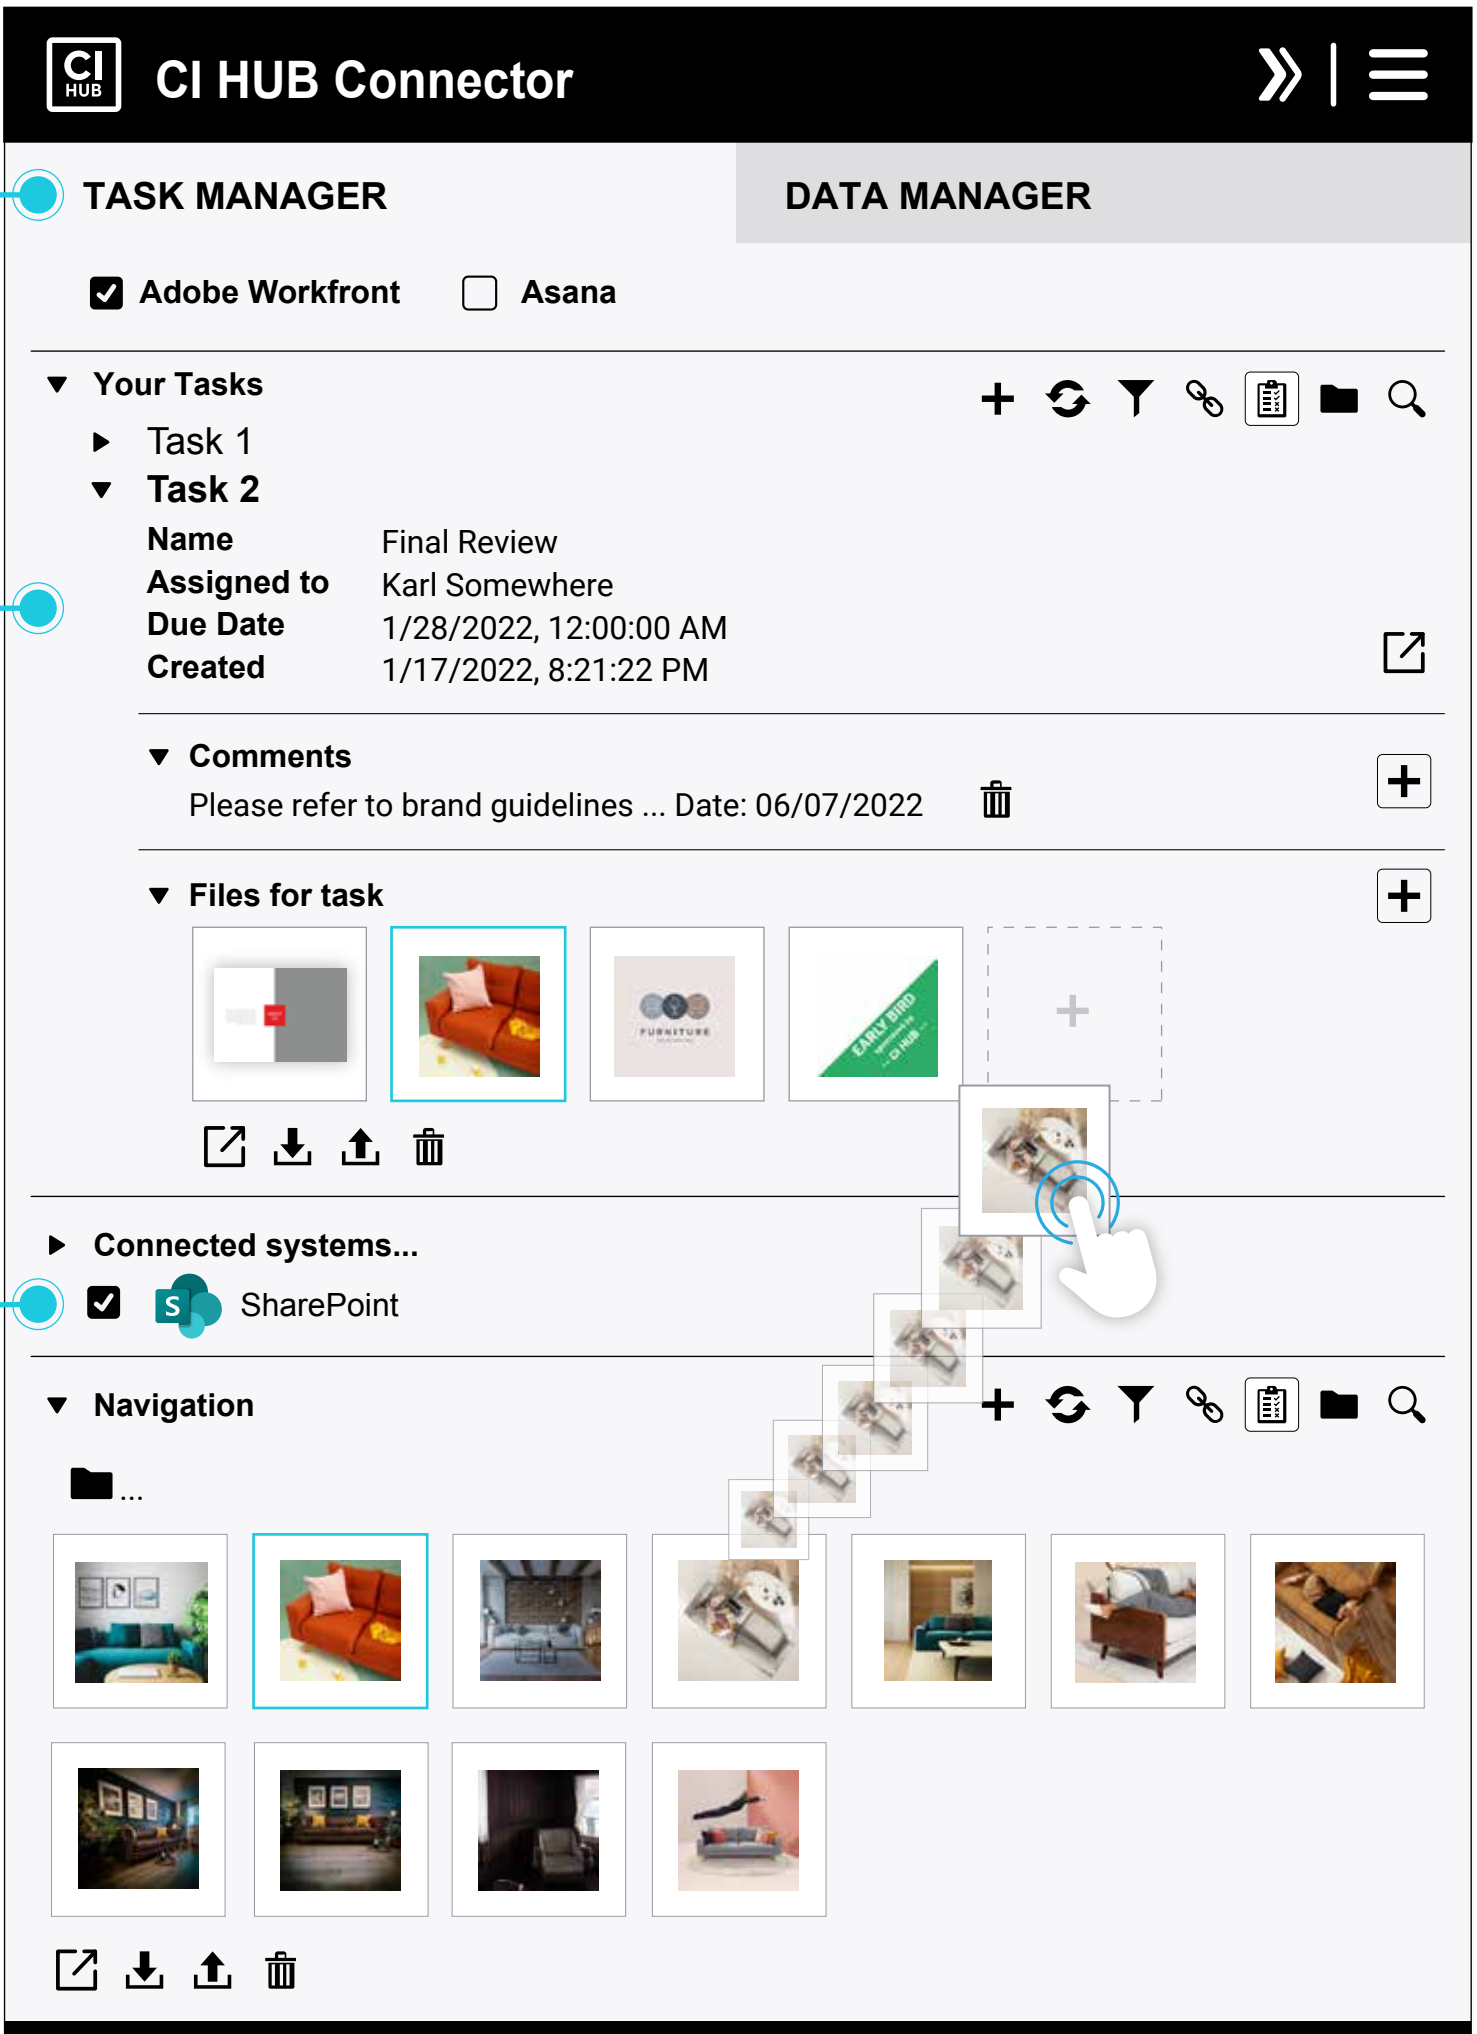 CI
HUB
CI HUB Connector
TASK MANAGER
DATA MANAGER
Adobe Workfront
Asana
Your Tasks
Task 1
Task 2
Name Final Review
Assigned to Karl Somewhere
Due Date 1/28/2022, 12:00:00 AM
Created 1/17/2022, 8:21:22 PM
Comments
Please refer to brand guidelines ... Date: 06/07/2022
Files for task
FURNITURE
EARLY BIRD
sponsored by
CI HUB
Connected systems...
S
SharePoint
Navigation
...